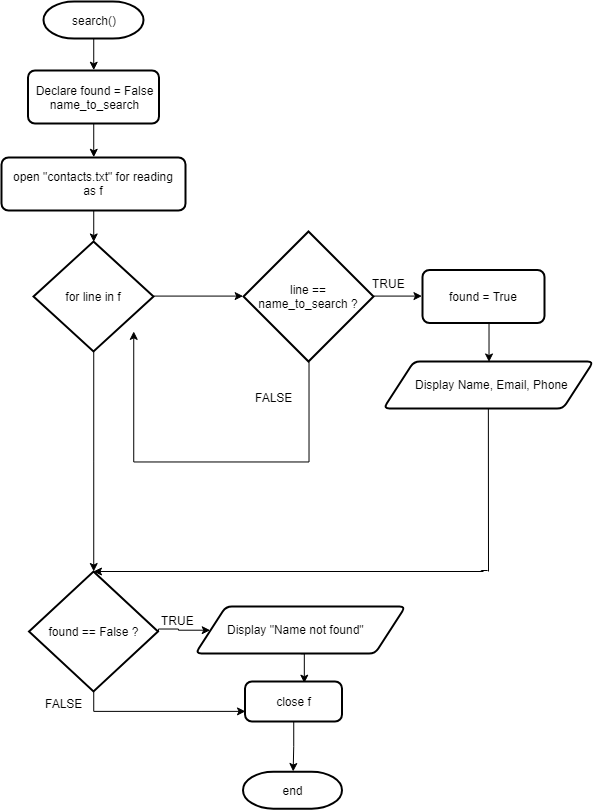 search()
Declare found = False
name_to_search
open "contacts.txt" for reading
as f
for line in f
line ==
name_to_search ?
TRUE
found = True
FALSE
Display Name, Email, Phone
found == False ?
TRUE
Display "Name not found"
FALSE
close f
end